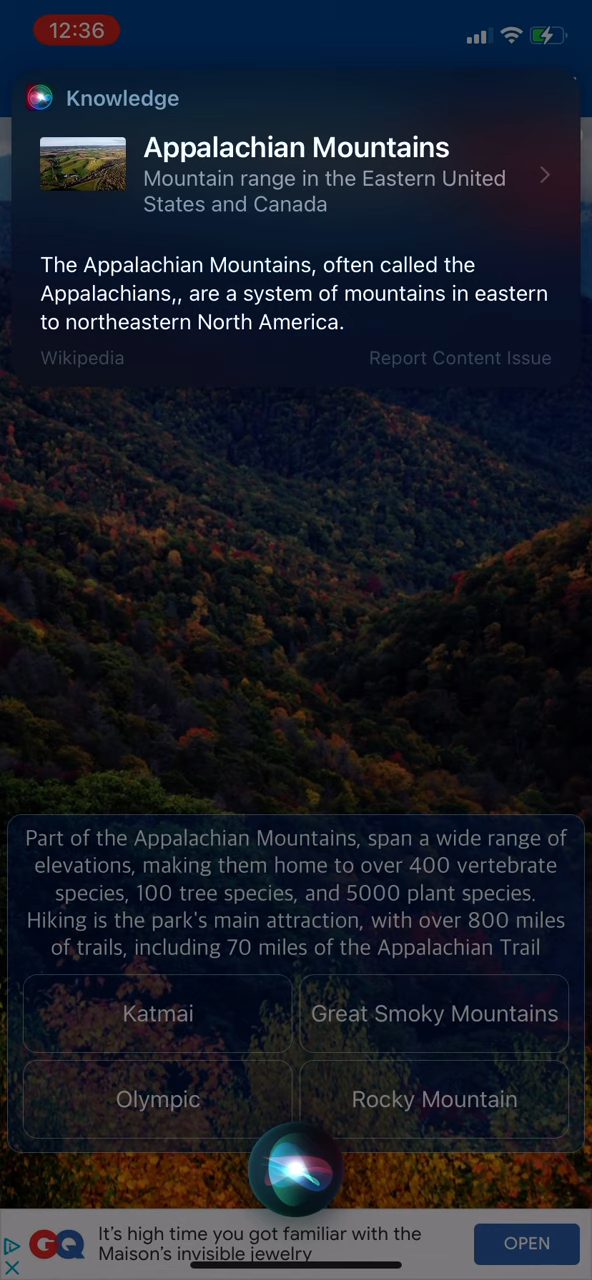 12:36
Knowledge
Appalachian Mountains
Mountain range in the Eastern United
States and Canada
The Appalachian Mountains, often called the
Appalachians,, are a system of mountains in eastern
to northeastern North America.
Wikipedia
Report Content Issue
Part of the Appalachian Mountains, span a wide range of
elevations, making them home to over 400 vertebrate
species, 100 tree species, and 5000 plant species.
Hiking is the park's main attraction, with over 800 miles
of trails, including 70 miles of the Appalachian Trail
Katmai
Great Smoky Mountains
Olympic
Rocky Mountain
GQ
It's high time you got familiar with the
Maison's invisible jewelry
OPEN